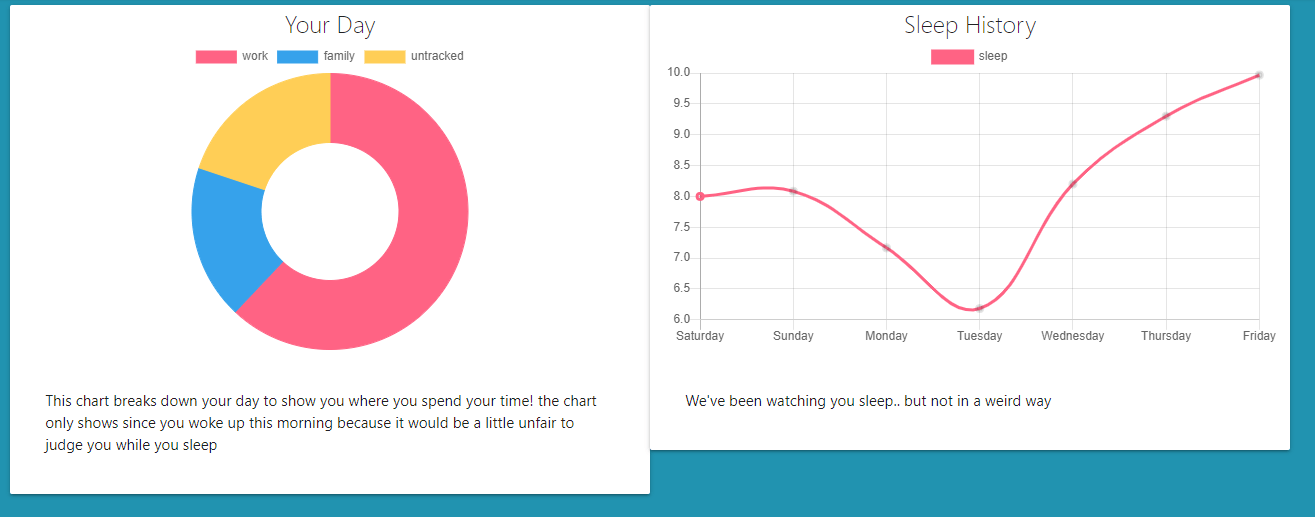 Your Day
work family untracked
This chart breaks down your day to show you where you spend your time! the chart
only shows since you woke up this morning because it would be a little unfair to
judge you while you sleep
Sleep History
sleep
10.0
9.5
9.0
8.5
8.0
7.5
7.0
6.5
6.0
Saturday Sunday Monday Tuesday Wednesday Thursday Friday
We've been watching you sleep.. but not in a weird way